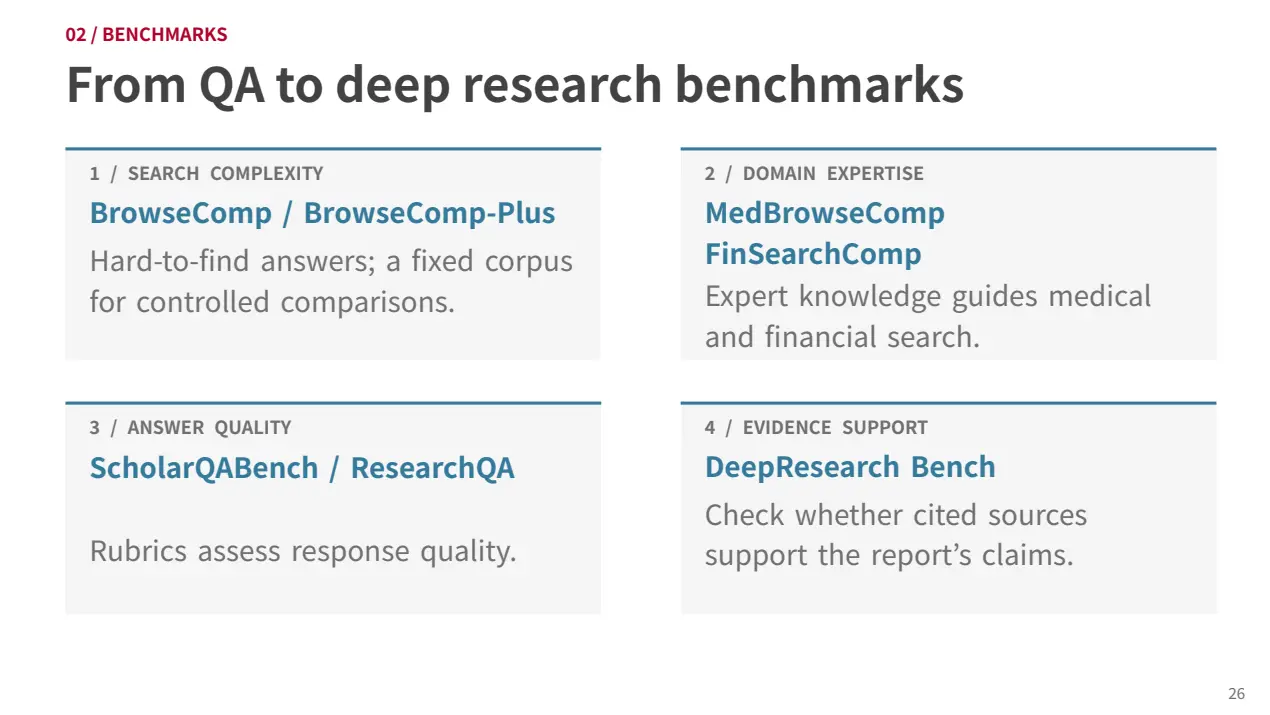 02 / BENCHMARKS
From QA to deep research benchmarks
1 / SEARCH COMPLEXITY
BrowseComp / BrowseComp-Plus
Hard-to-find answers; a fixed corpus
for controlled comparisons.
2 / DOMAIN EXPERTISE
MedBrowseComp
FinSearchComp
Expert knowledge guides medical
and financial search.
3 / ANSWER QUALITY
ScholarQABench / ResearchQA
Rubrics assess response quality.
4 / EVIDENCE SUPPORT
DeepResearch Bench
Check whether cited sources
support the report’s claims.
26